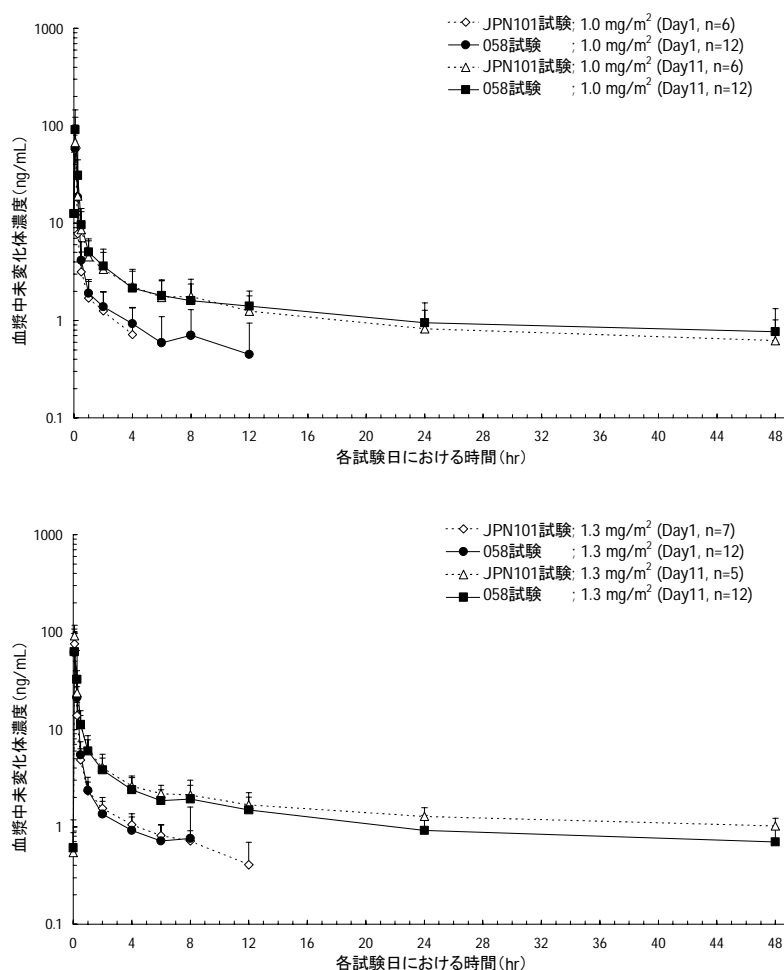 JPN101試験; 1.0 mg/m² (Day1, n=6)
058試験 ; 1.0 mg/m² (Day1, n=12)
JPN101試験; 1.0 mg/m² (Day11, n=6)
058試験 ; 1.0 mg/m² (Day11, n=12)
血漿中未変化体濃度(ng/mL)
1000
100
10
1
0.1
0 4 8 12 16 20 24 28 32 36 40 44 48
各試験日における時間(hr)
JPN101試験; 1.3 mg/m² (Day1, n=7)
058試験 ; 1.3 mg/m² (Day1, n=12)
JPN101試験; 1.3 mg/m² (Day11, n=5)
058試験 ; 1.3 mg/m² (Day11, n=12)
血漿中未変化体濃度(ng/mL)
1000
100
10
1
0.1
0 4 8 12 16 20 24 28 32 36 40 44 48
各試験日における時間(hr)